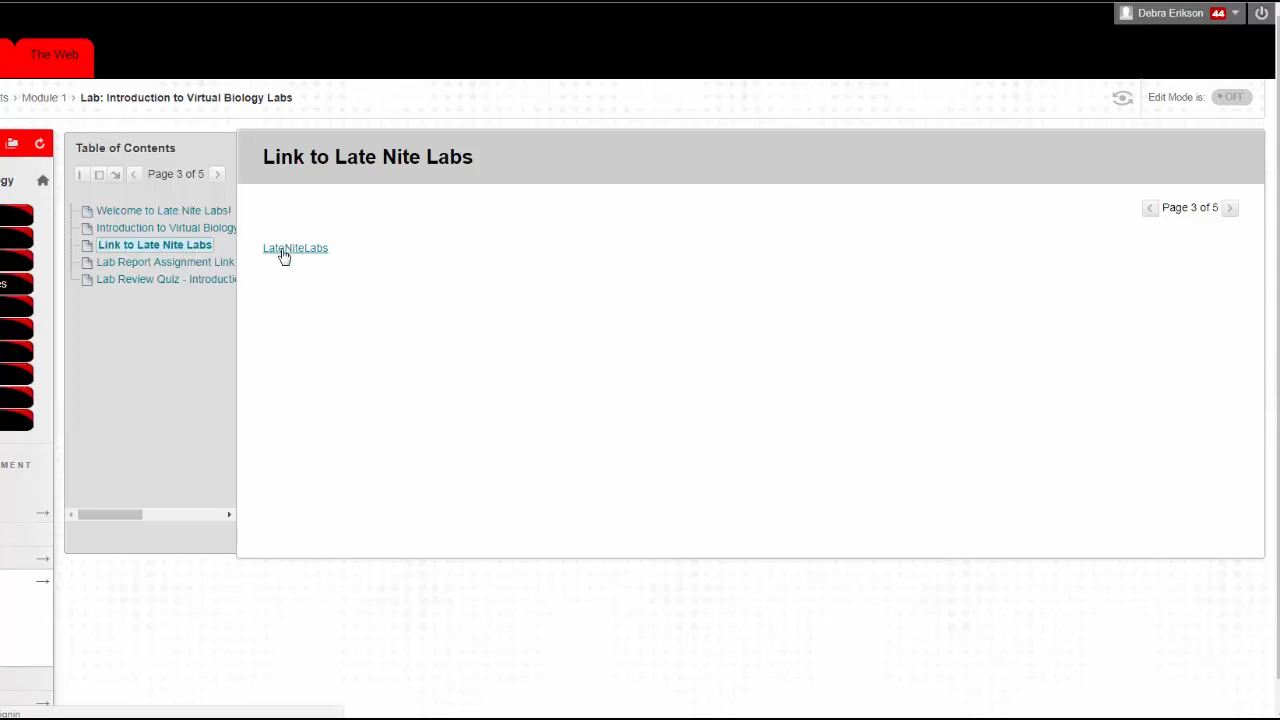 Debra Erikson 44
The Web
ts › Module 1 › Lab: Introduction to Virtual Biology Labs
Edit Mode is: • OFF
Table of Contents
Page 3 of 5
Welcome to Late Nite Labs!
Introduction to Virtual Biology
Link to Late Nite Labs
Lab Report Assignment Link
Lab Review Quiz - Introductio
Link to Late Nite Labs
Page 3 of 5
LateNiteLabs
gy
es
MENT
ignin